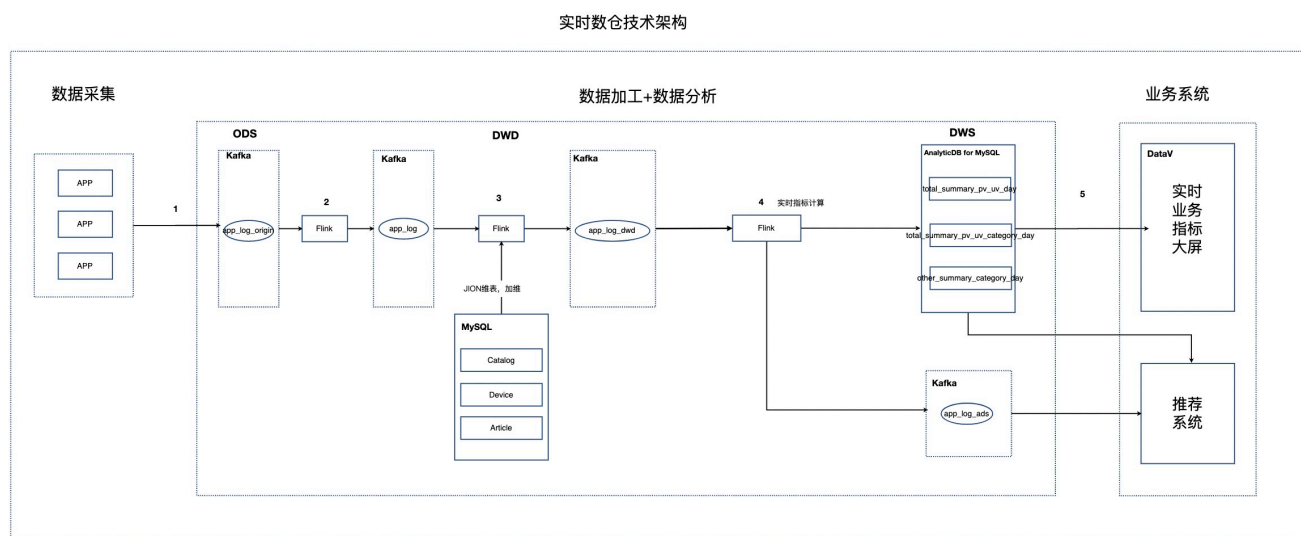 实时数仓技术架构
数据采集
数据加工+数据分析
业务系统
ODS
DWD
DWS
APP
APP
APP
1
Kafka
app_log_origin
2
Flink
Kafka
app_log
3
Flink
JION维表，加维
MySQL
Catalog
Device
Article
Kafka
app_log_dwd
4
实时指标计算
Flink
AnalyticDB for MySQL
total_summary_pv_uv_day
total_summary_pv_uv_category_day
other_summary_category_day
Kafka
app_log_ads
5
DataV
实时
业务
指标
大屏
推荐
系统